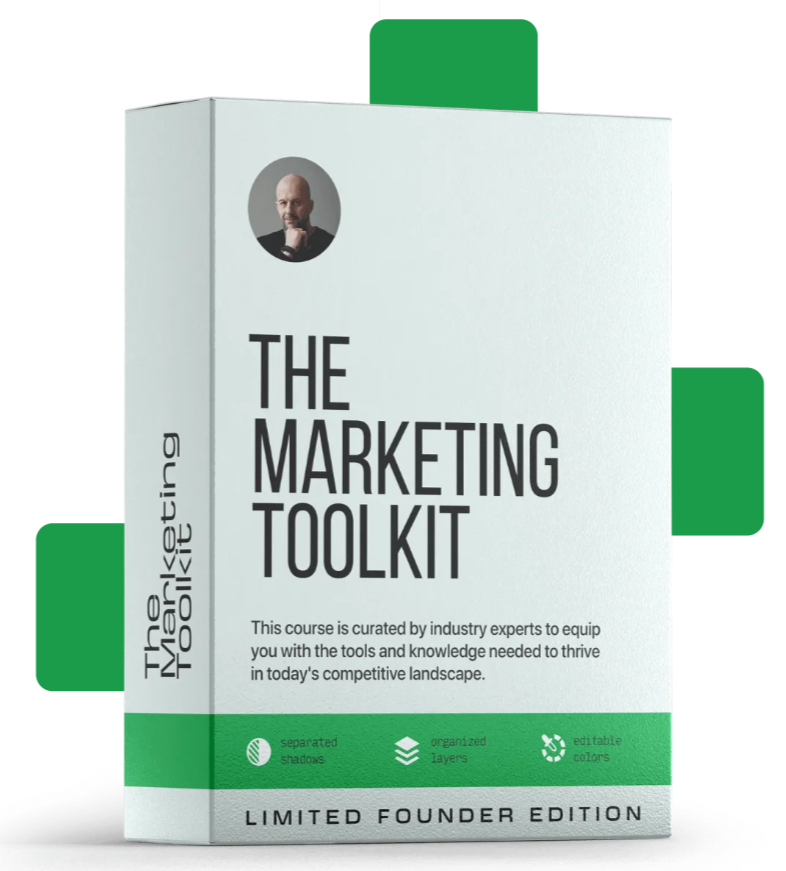 The
Marketing
Toolkit
THE
MARKETING
TOOLKIT
This course is curated by industry experts to equip
you with the tools and knowledge needed to thrive
in today's competitive landscape.
separated
shadows
organized
layers
editable
colors
LIMITED FOUNDER EDITION